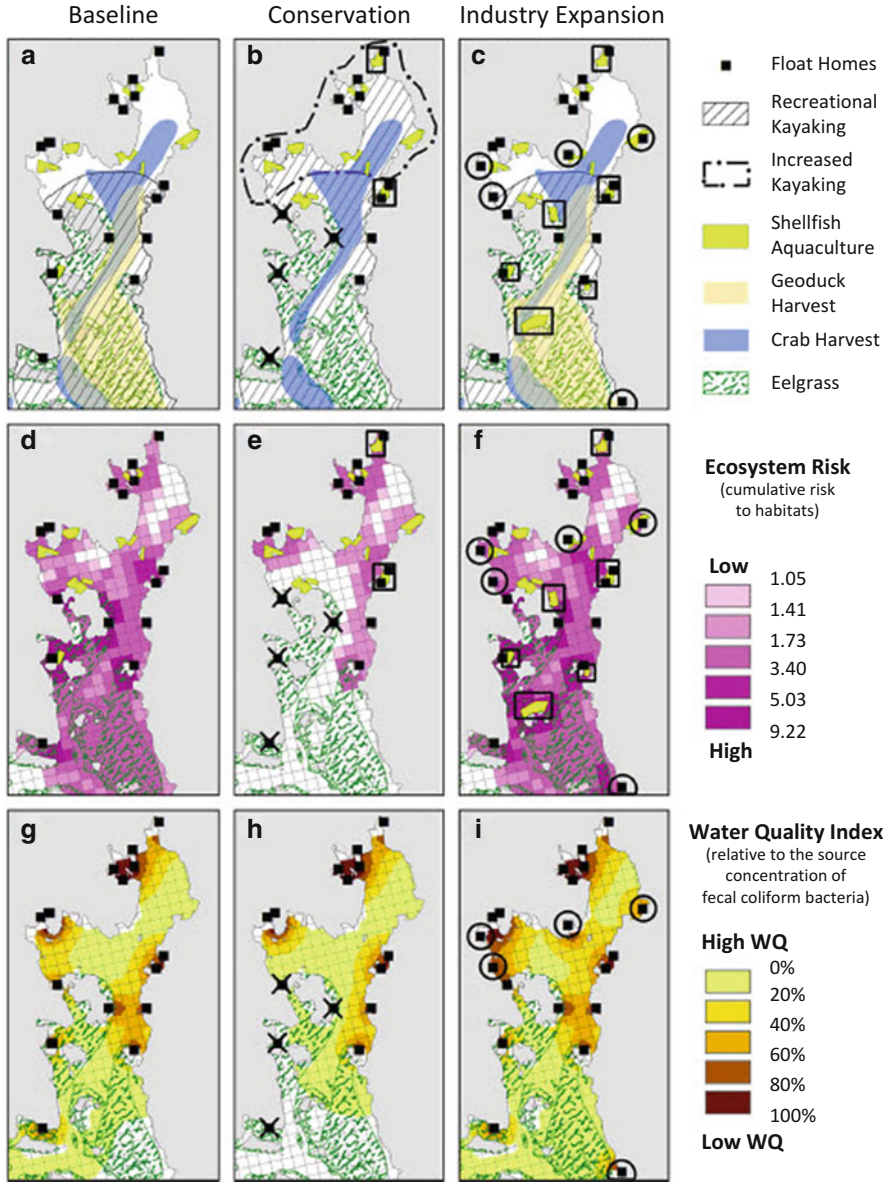 Baseline Conservation Industry Expansion
a b c
Float Homes
Recreational
Kayaking
Increased
Kayaking
Shellfish
Aquaculture
Geoduck
Harvest
Crab Harvest
Eelgrass
d e f
Ecosystem Risk
(cumulative risk
to habitats)
Low
1.05
1.41
1.73
3.40
5.03
9.22
High
g h i
Water Quality Index
(relative to the source
concentration of
fecal coliform bacteria)
High WQ
0%
20%
40%
60%
80%
100%
Low WQ